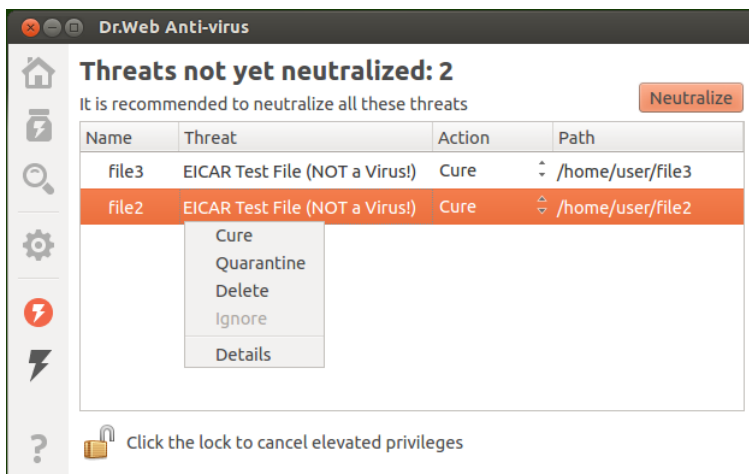 Dr.Web Anti-virus
Threats not yet neutralized: 2
It is recommended to neutralize all these threats
Neutralize
Name Threat Action Path
file3 EICAR Test File (NOT a Virus!) Cure /home/user/file3
file2 EICAR Test File (NOT a Virus!) Cure /home/user/file2
Cure
Quarantine
Delete
Ignore
Details
? Click the lock to cancel elevated privileges